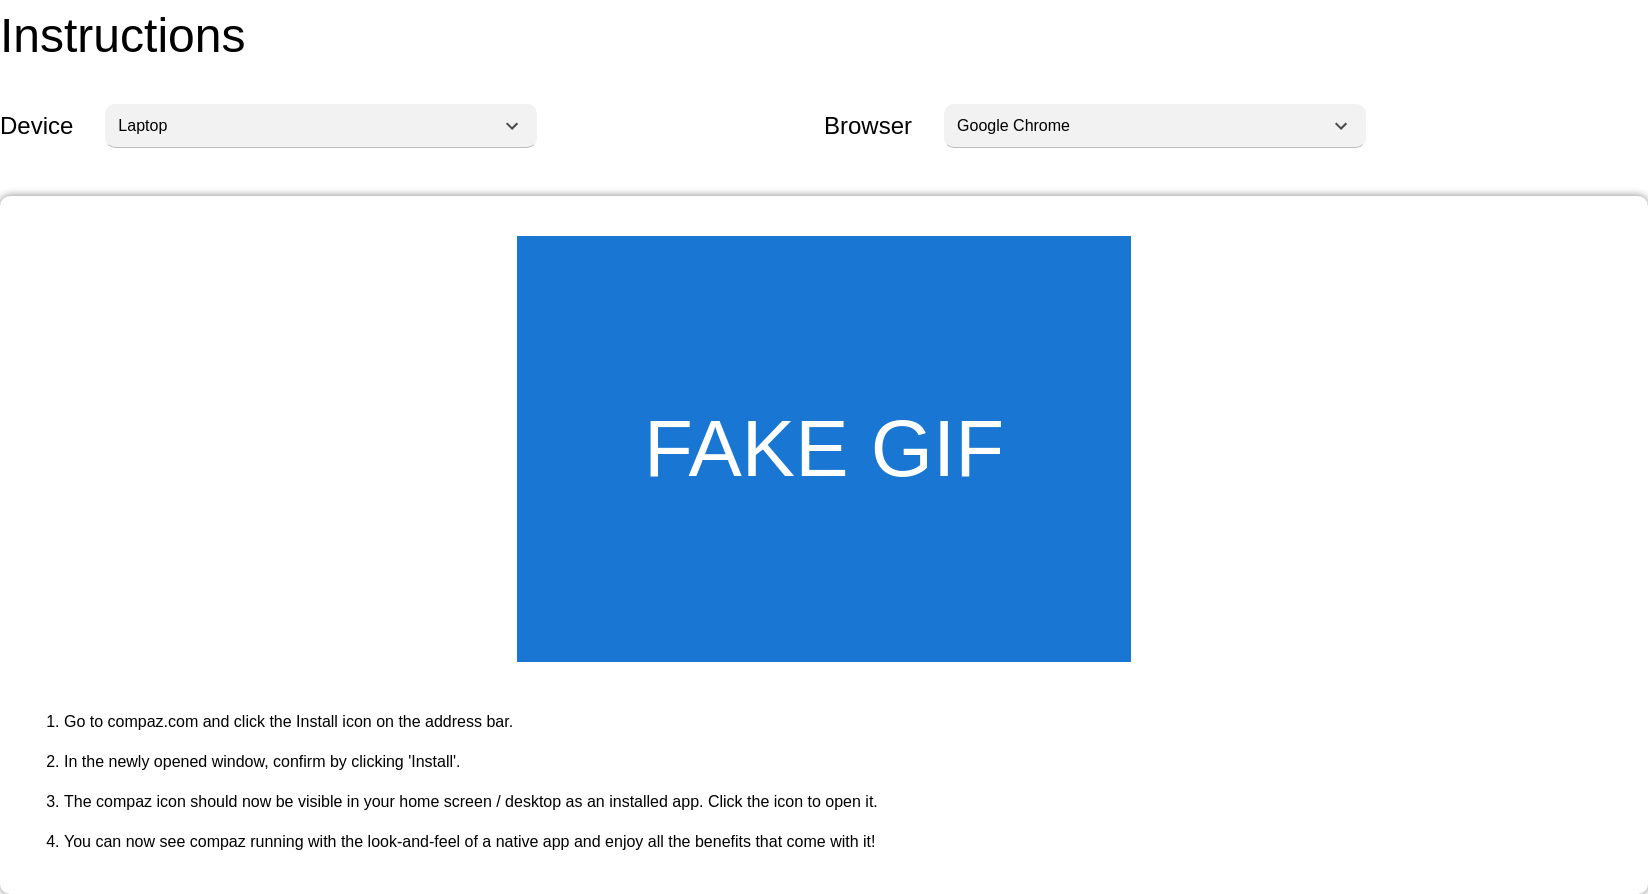 Instructions
Device
Laptop
Browser
Google Chrome
FAKE GIF
1. Go to compaz.com and click the Install icon on the address bar.
2. In the newly opened window, confirm by clicking 'Install'.
3. The compaz icon should now be visible in your home screen / desktop as an installed app. Click the icon to open it.
4. You can now see compaz running with the look-and-feel of a native app and enjoy all the benefits that come with it!